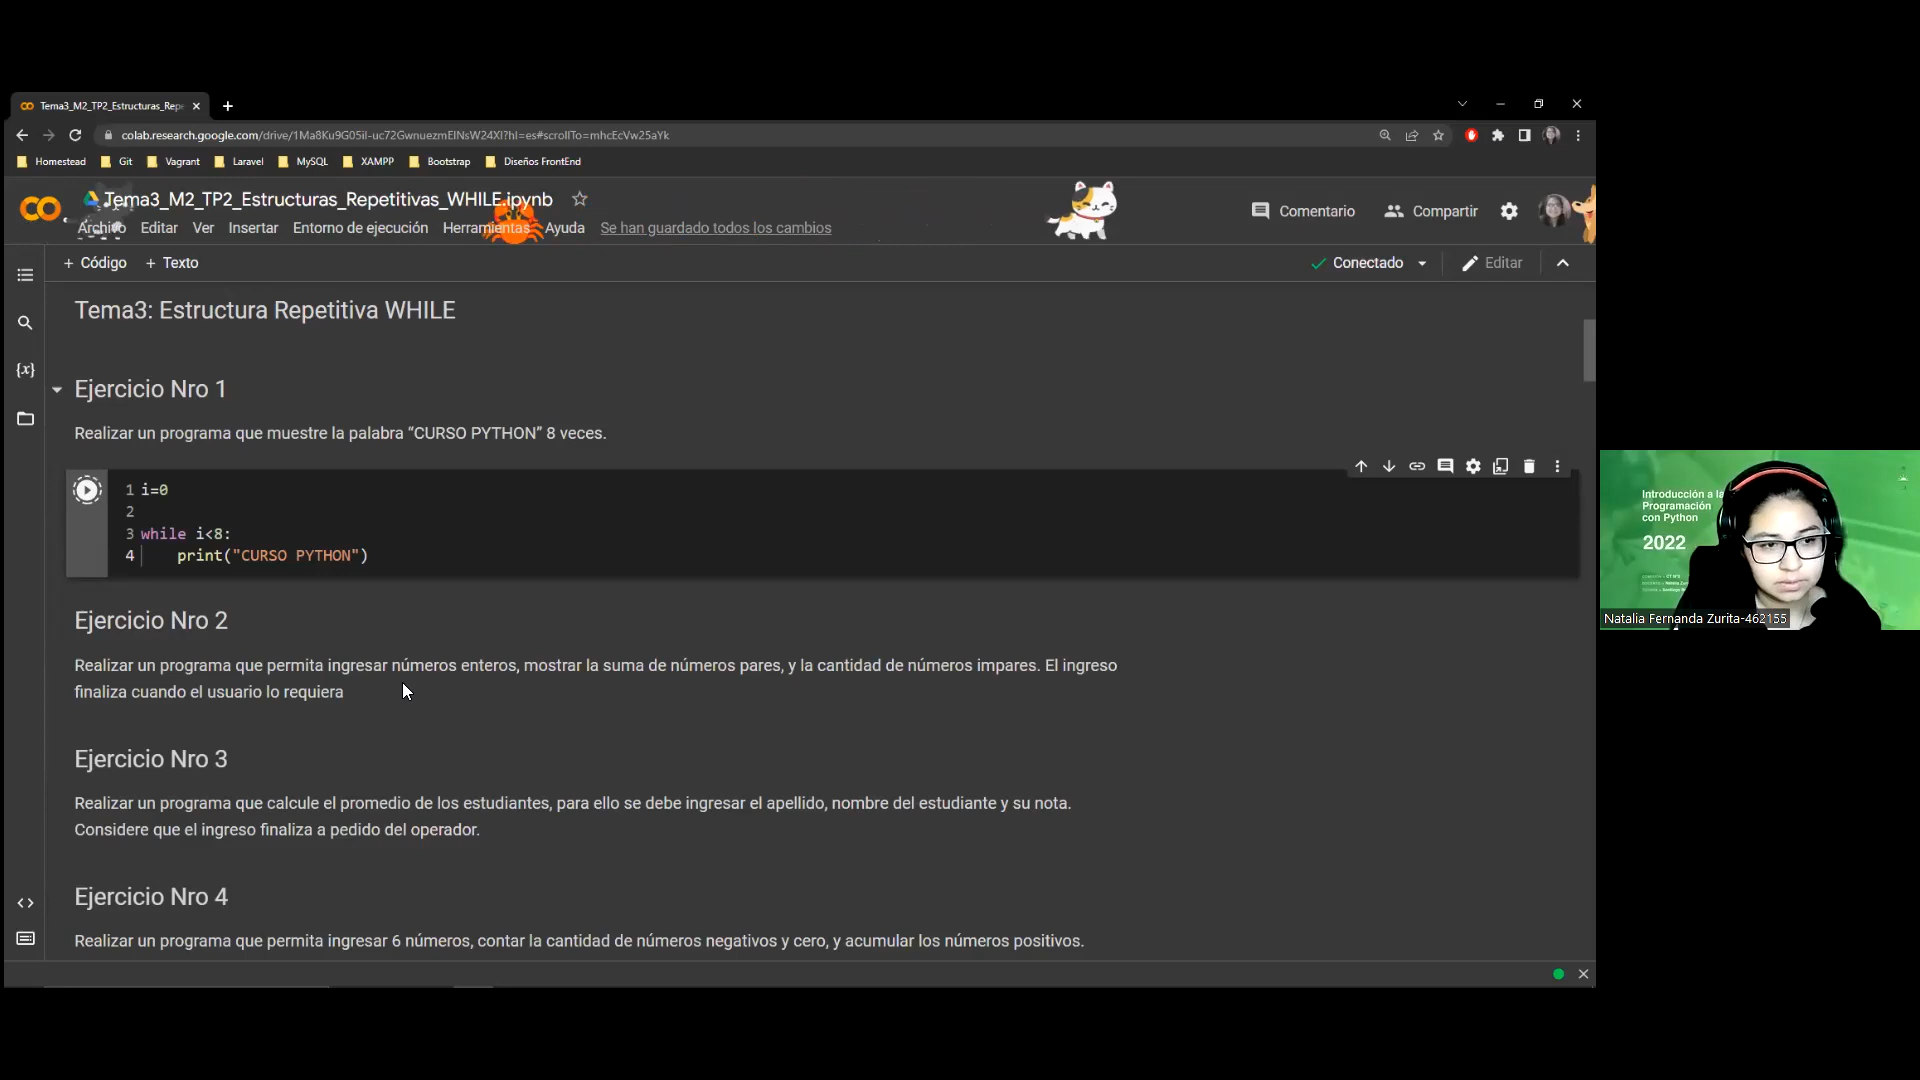 Tema3_M2_TP2_Estructuras_Repe
colab.research.google.com/drive/1Ma8Ku9G05iI-uc72GwnuezmEINsW24XI?hl=es#scrollTo=mhcEcVw25aYk
Homestead Git Vagrant Laravel MySQL XAMPP Bootstrap Diseños FrontEnd
Tema3_M2_TP2_Estructuras_Repetitivas_WHILE.ipynb
Archivo Editar Ver Insertar Entorno de ejecución Herramientas Ayuda Se han guardado todos los cambios
Comentario Compartir
+ Código + Texto
Conectado Editar
Tema3: Estructura Repetitiva WHILE
Ejercicio Nro 1
Realizar un programa que muestre la palabra “CURSO PYTHON” 8 veces.
1 i=0
2
3 while i<8:
4 print("CURSO PYTHON")
Ejercicio Nro 2
Realizar un programa que permita ingresar números enteros, mostrar la suma de números pares, y la cantidad de números impares. El ingreso
finaliza cuando el usuario lo requiera
Ejercicio Nro 3
Realizar un programa que calcule el promedio de los estudiantes, para ello se debe ingresar el apellido, nombre del estudiante y su nota.
Considere que el ingreso finaliza a pedido del operador.
Ejercicio Nro 4
Realizar un programa que permita ingresar 6 números, contar la cantidad de números negativos y cero, y acumular los números positivos.
Introducción a la
Programación
con Python
2022
Natalia Fernanda Zurita-462155